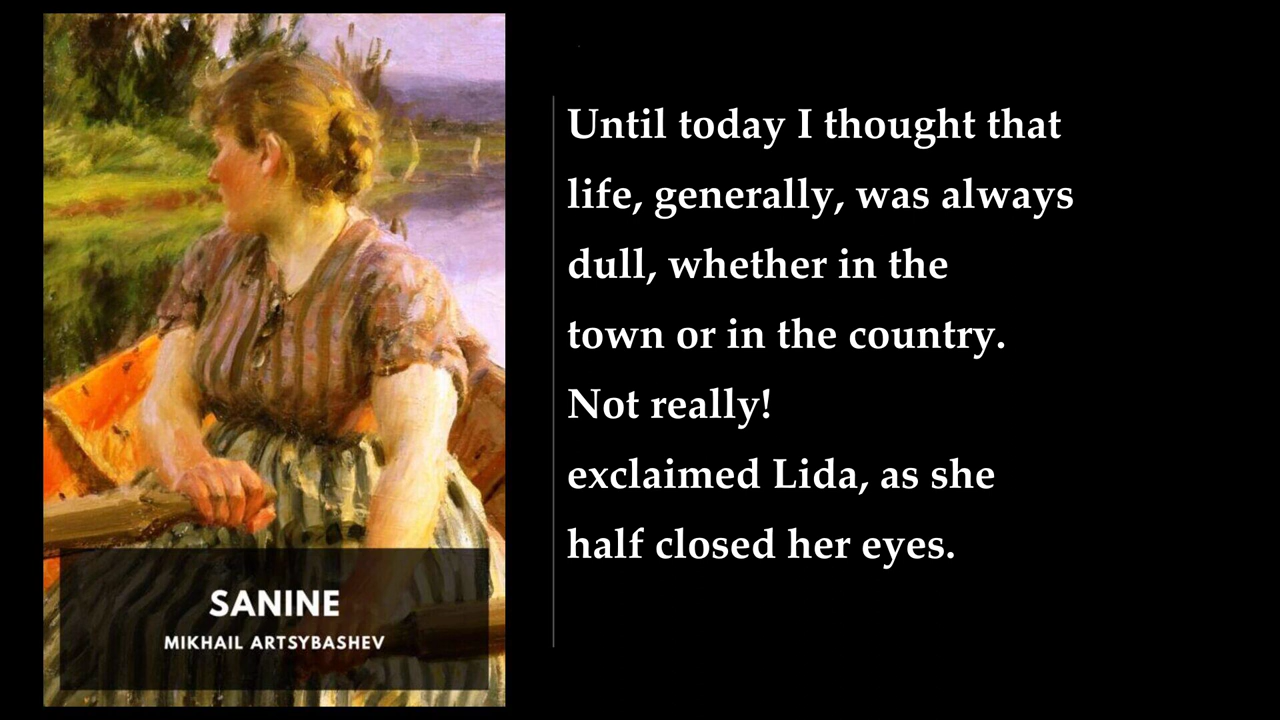 SANINE
MIKHAIL ARTSYBASHEV
Until today I thought that
life, generally, was always
dull, whether in the
town or in the country.
Not really!
exclaimed Lida, as she
half closed her eyes.